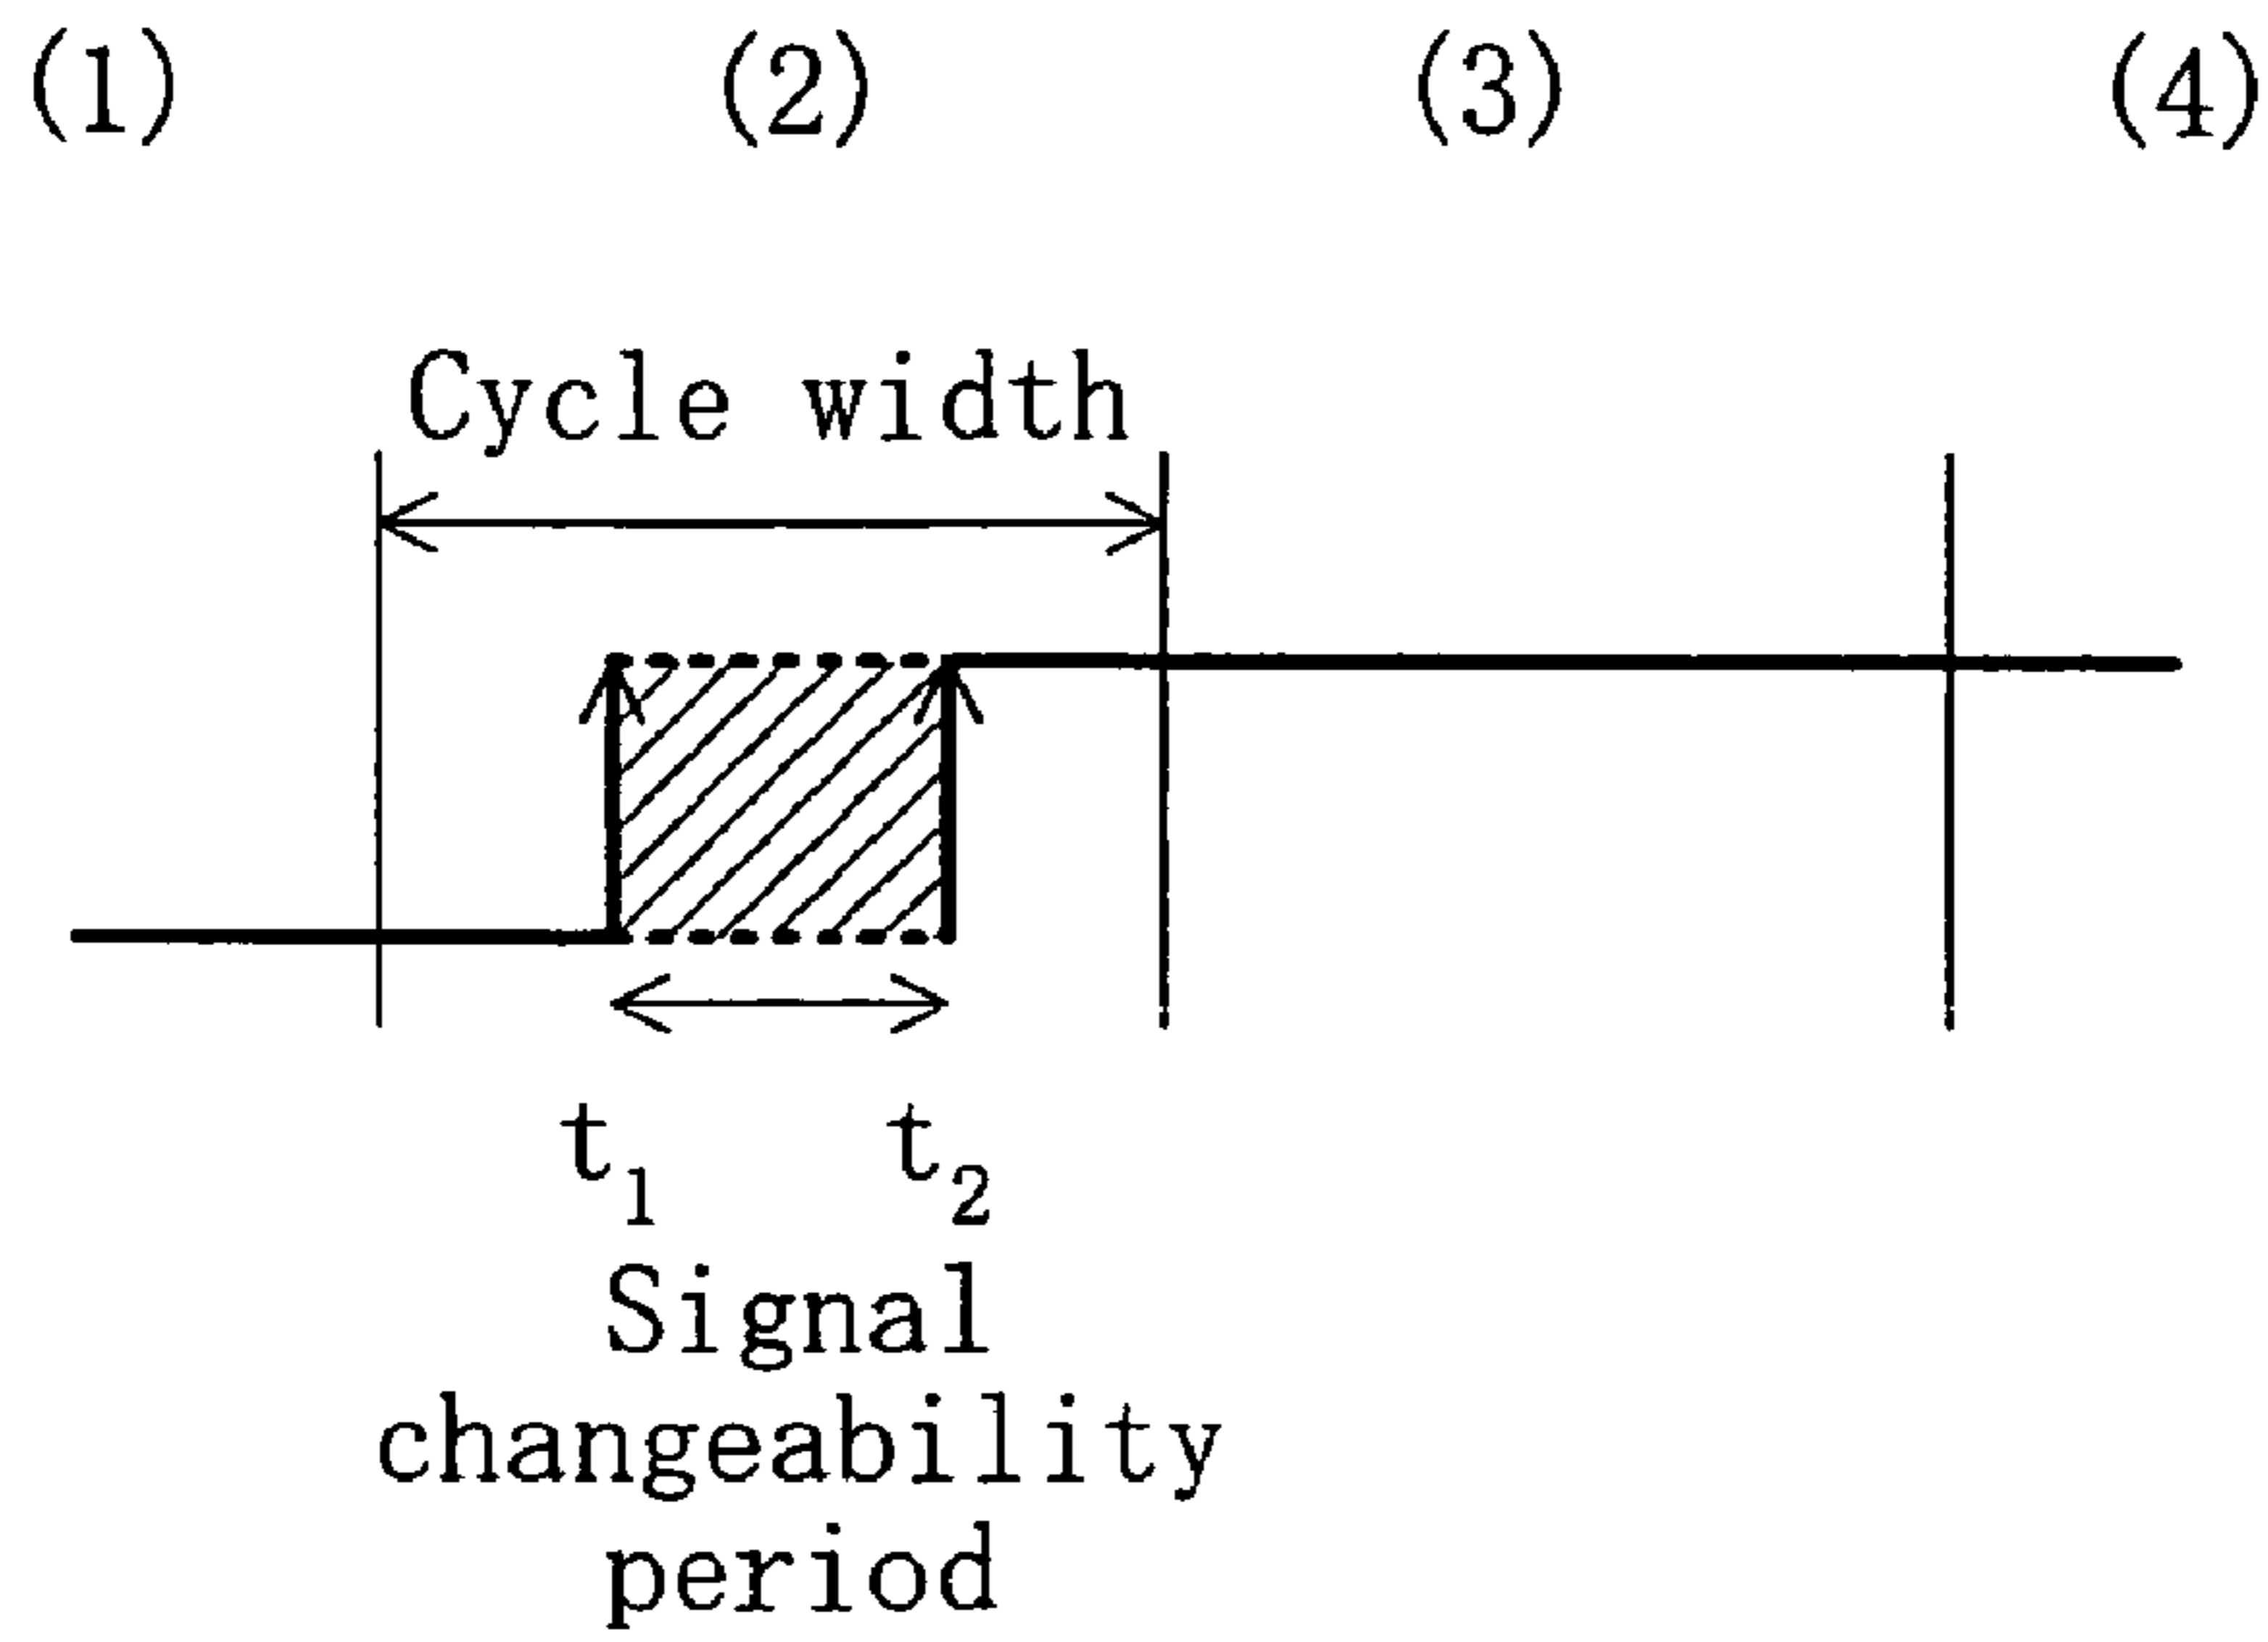 (1) (2) (3) (4)
Cycle width
t₁ t₂
Signal
changeability
period